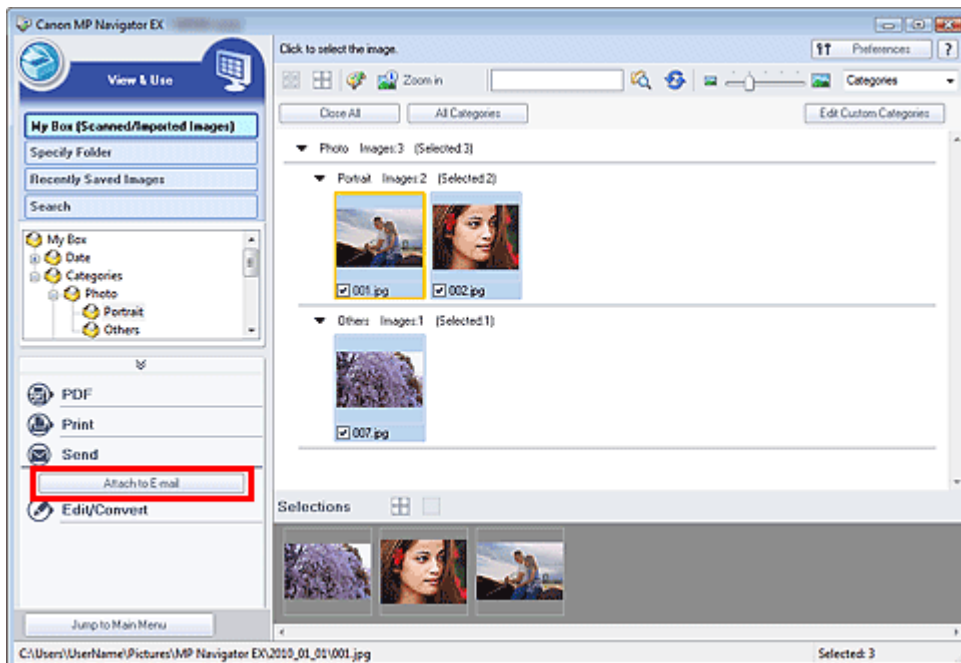 Canon MP Navigator EX
View & Use
My Box (Scanned/Imported Images)
Specify Folder
Recently Saved Images
Search
My Box
Date
Categories
Photo
Portrait
Others
PDF
Print
Send
Attach to E-mail
Edit/Convert
Jump to Main Menu
Click to select the image.
Preferences ?
Zoom in
Categories
Close All All Categories Edit Custom Categories
Photo Images:3 (Selected:3)
Portrait Images:2 (Selected:2)
001.jpg 002.jpg
Others Images:1 (Selected:1)
007.jpg
Selections
C:\Users\UserName\Pictures\MP Navigator EX\2010_01_01\001.jpg
Selected: 3